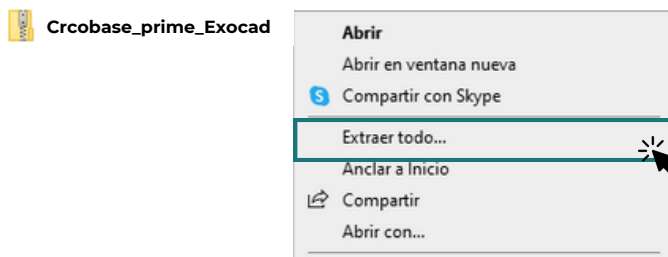 Crcobase_prime_Exocad
Abrir
Abrir en ventana nueva
Compartir con Skype
Extraer todo...
Anclar a Inicio
Compartir
Abrir con...